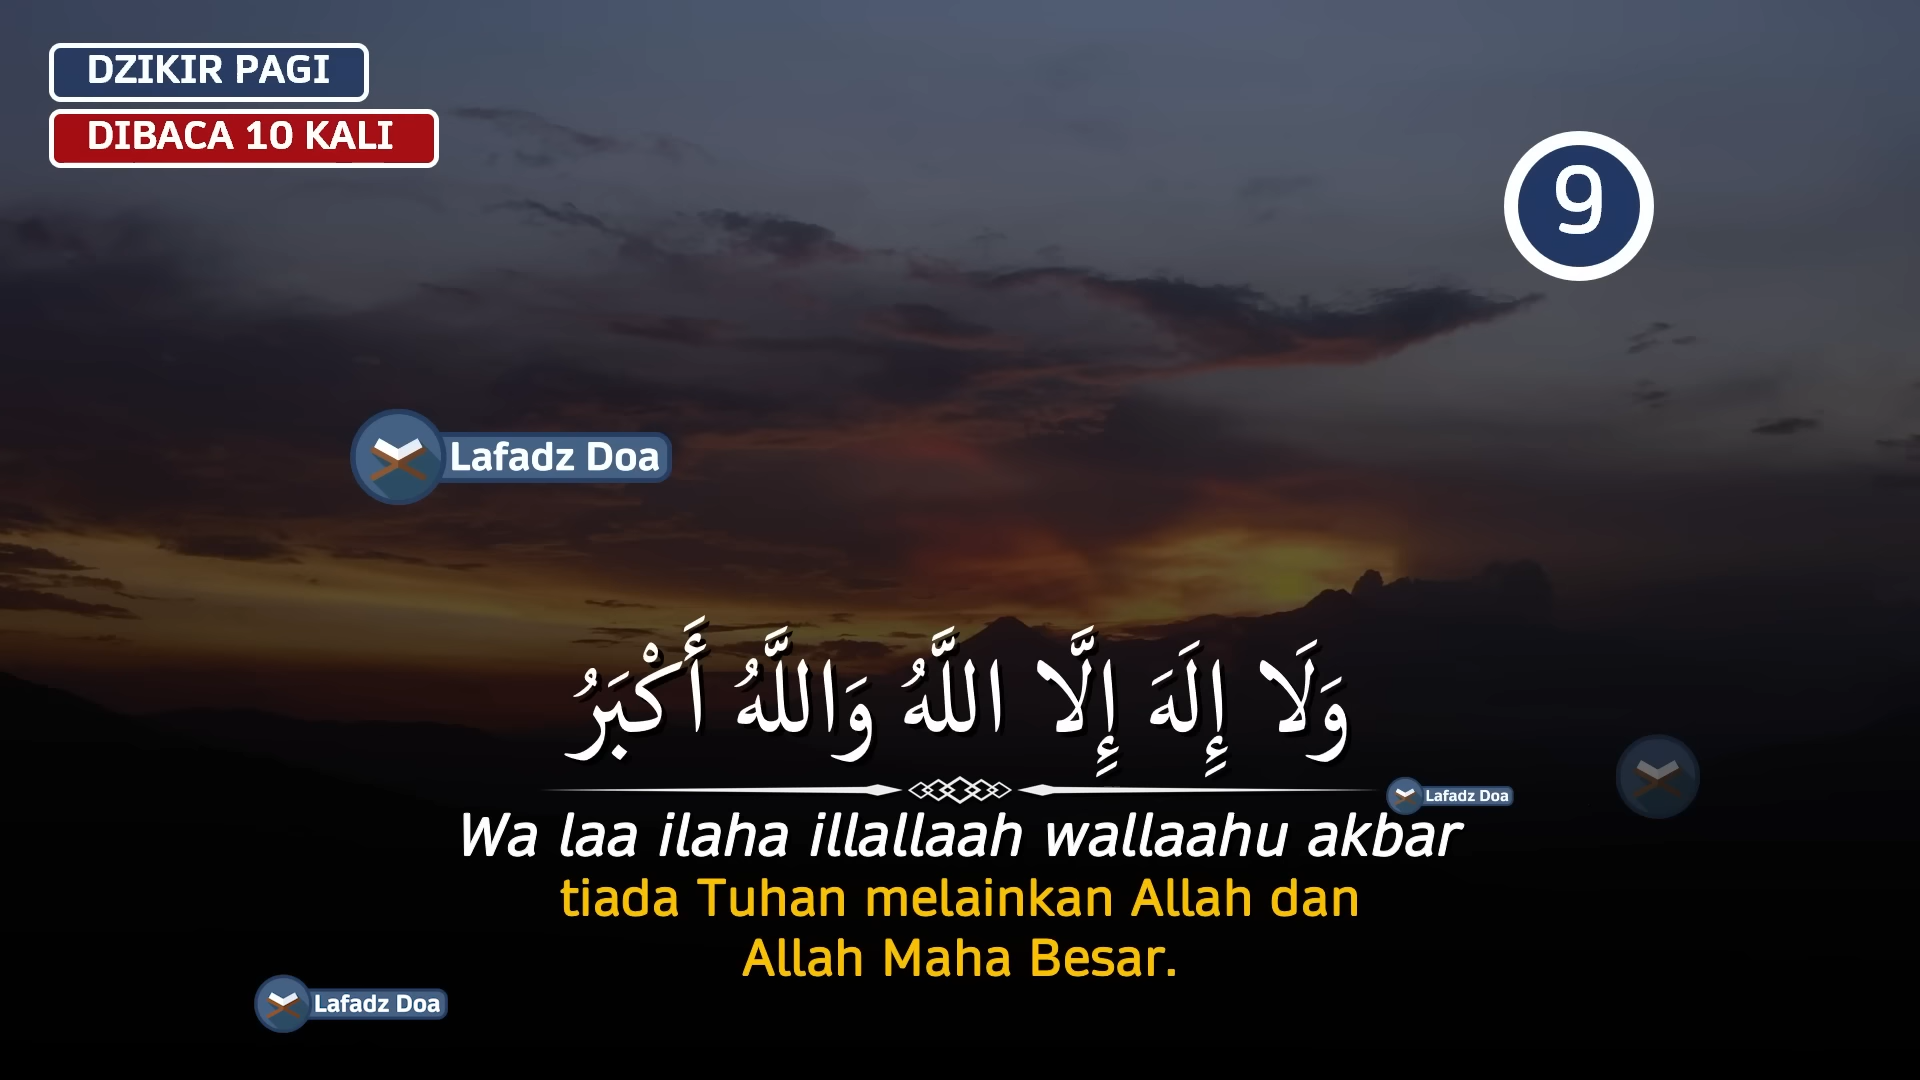 DZIKIR PAGI
DIBACA 10 KALI
9
Lafadz Doa
وَلَا إِلَهَ إِلَّا اللَّهُ وَاللَّهُ أَكْبَرُ
Lafadz Doa
Wa laa ilaha illallaah wallaahu akbar
tiada Tuhan melainkan Allah dan
Allah Maha Besar.
Lafadz Doa